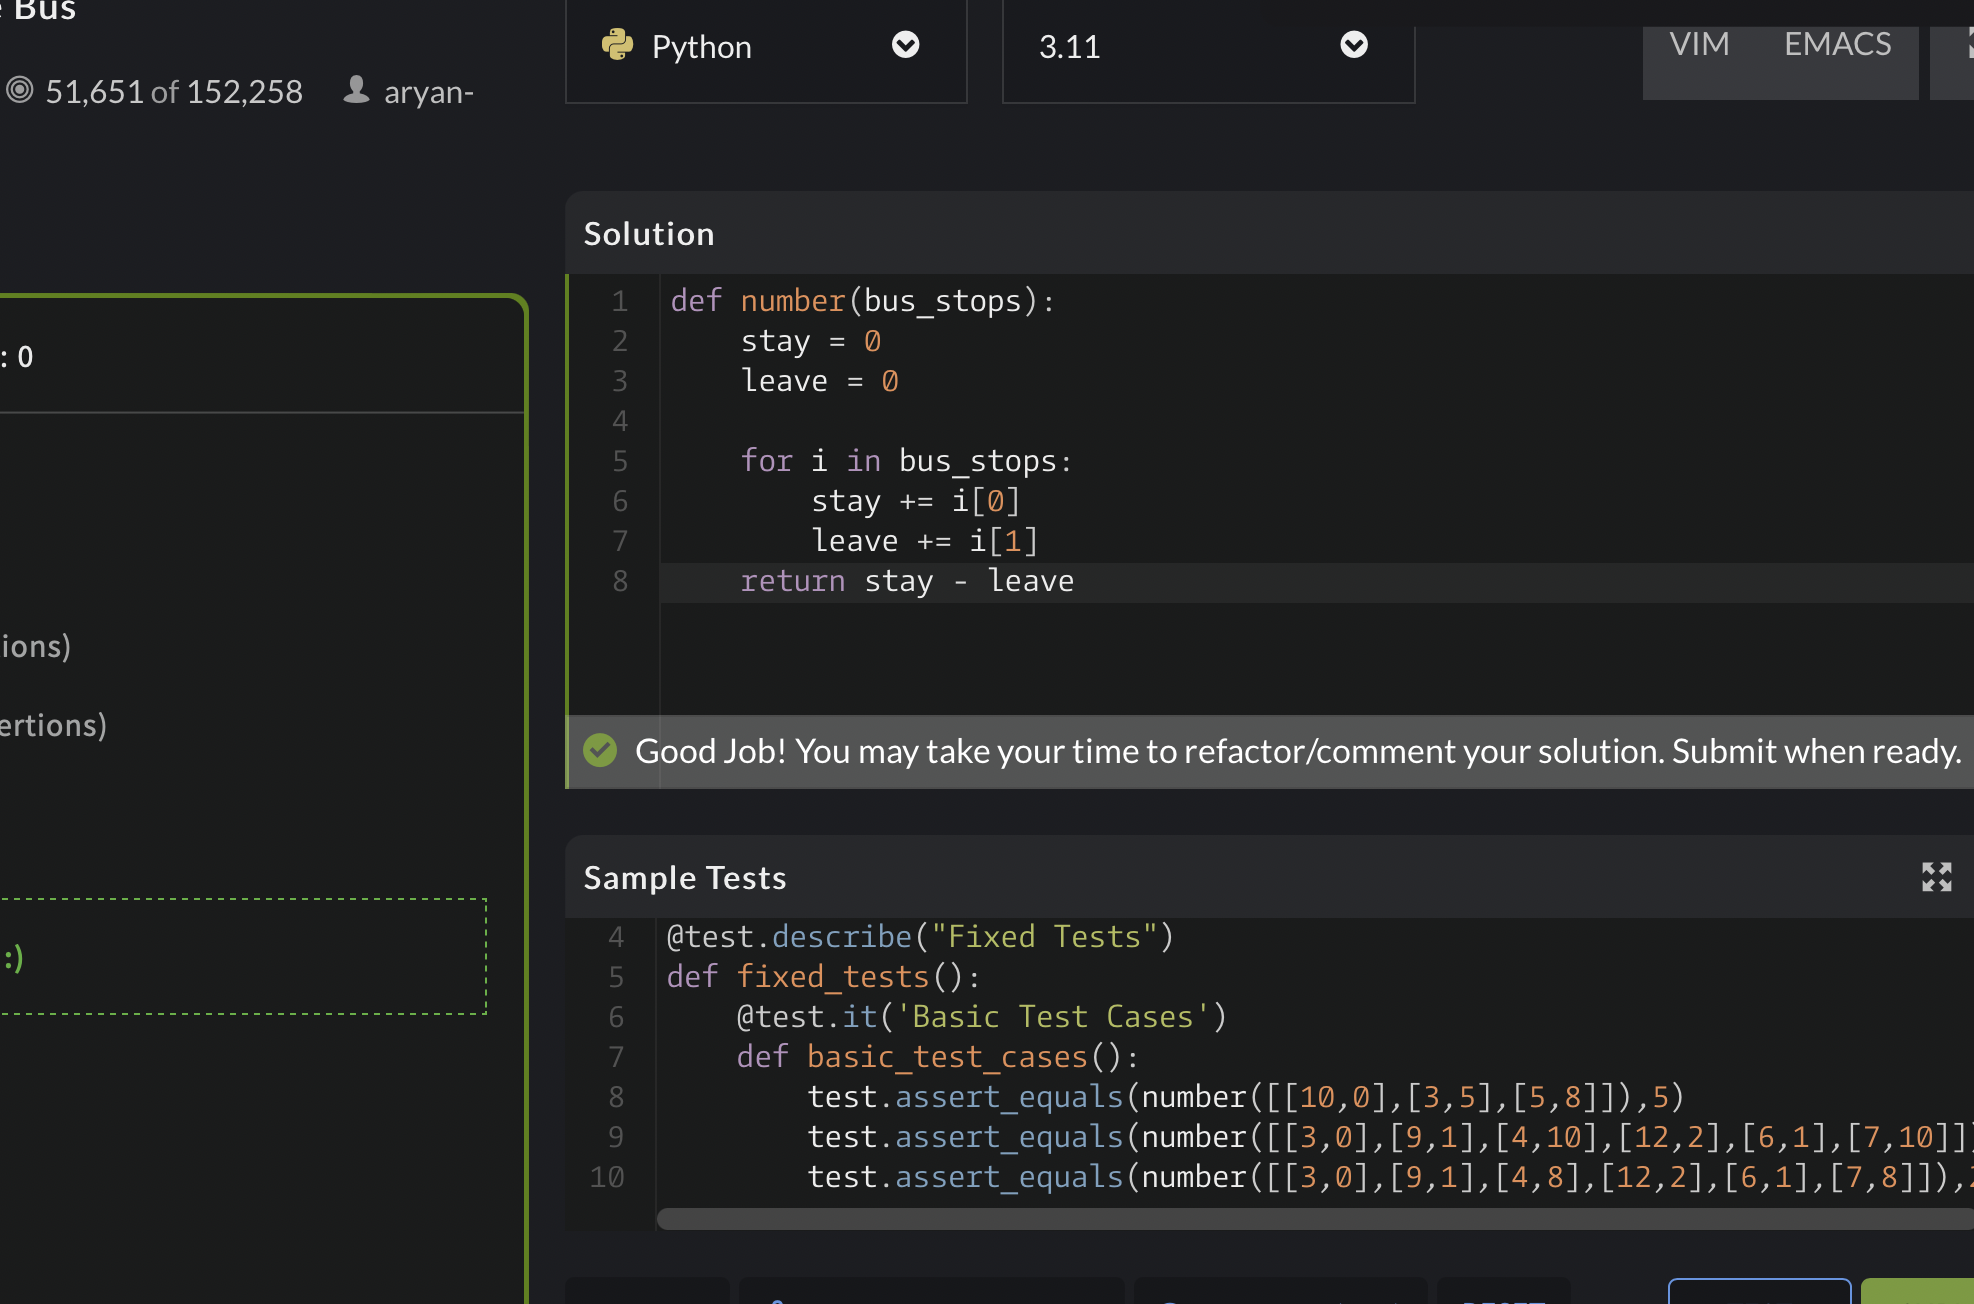 e Bus
51,651 of 152,258 aryan-
Python
3.11
VIM EMACS
: 0
ions)
ertions)
:)
Solution
1 def number(bus_stops):
2     stay = 0
3     leave = 0
4
5     for i in bus_stops:
6         stay += i[0]
7         leave += i[1]
8     return stay - leave
Good Job! You may take your time to refactor/comment your solution. Submit when ready.
Sample Tests
4 @test.describe("Fixed Tests")
5 def fixed_tests():
6     @test.it('Basic Test Cases')
7     def basic_test_cases():
8         test.assert_equals(number([[10,0],[3,5],[5,8]]),5)
9         test.assert_equals(number([[3,0],[9,1],[4,10],[12,2],[6,1],[7,10]])
10         test.assert_equals(number([[3,0],[9,1],[4,8],[12,2],[6,1],[7,8]]),2
RESET